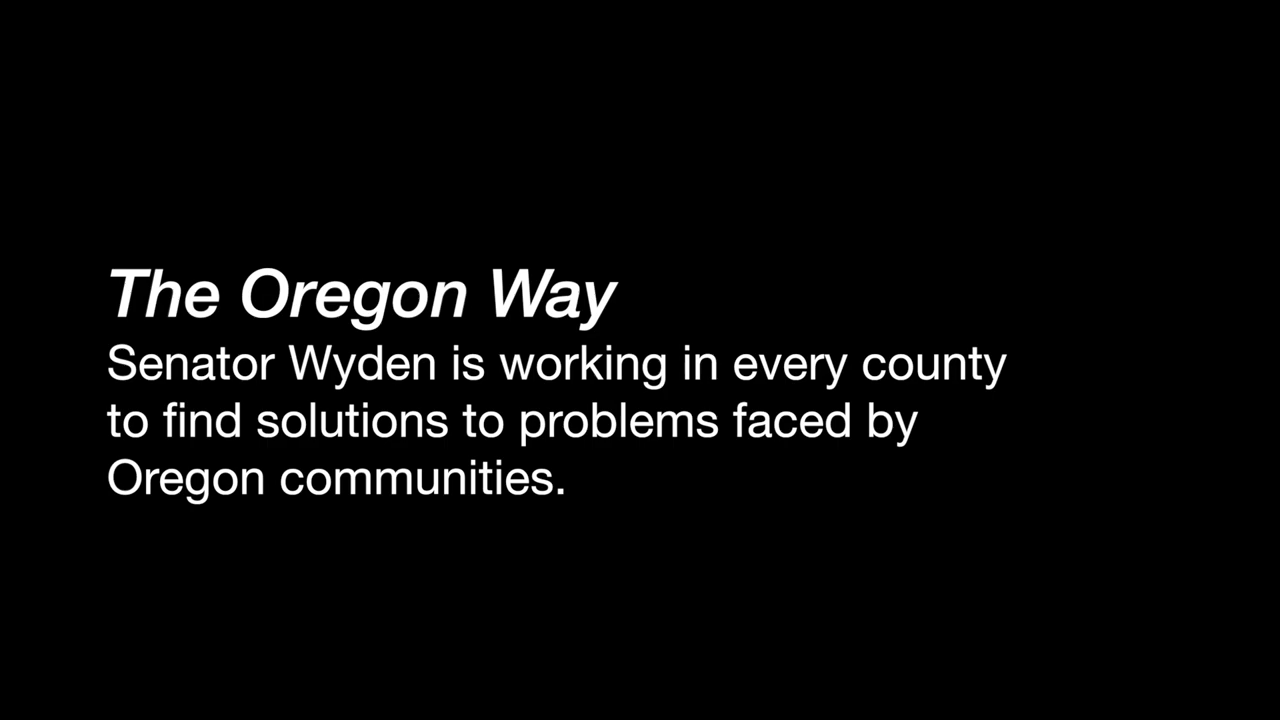 The Oregon Way
Senator Wyden is working in every county
to find solutions to problems faced by
Oregon communities.